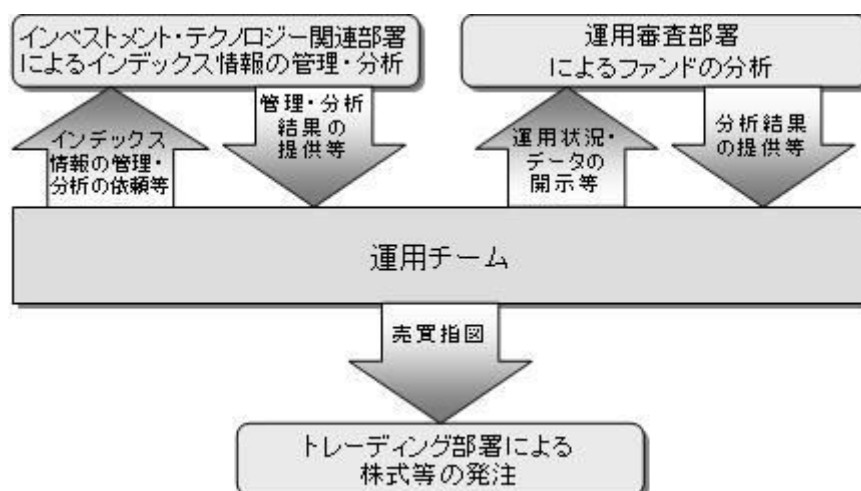 インベストメント・テクノロジー関連部署
によるインデックス情報の管理・分析
運用審査部署
によるファンドの分析
インデックス
情報の管理・
分析の依頼等
管理・分析
結果の
提供等
運用状況・
データの
開示等
分析結果
の提供等
運用チーム
売買指図
トレーディング部署による
株式等の発注